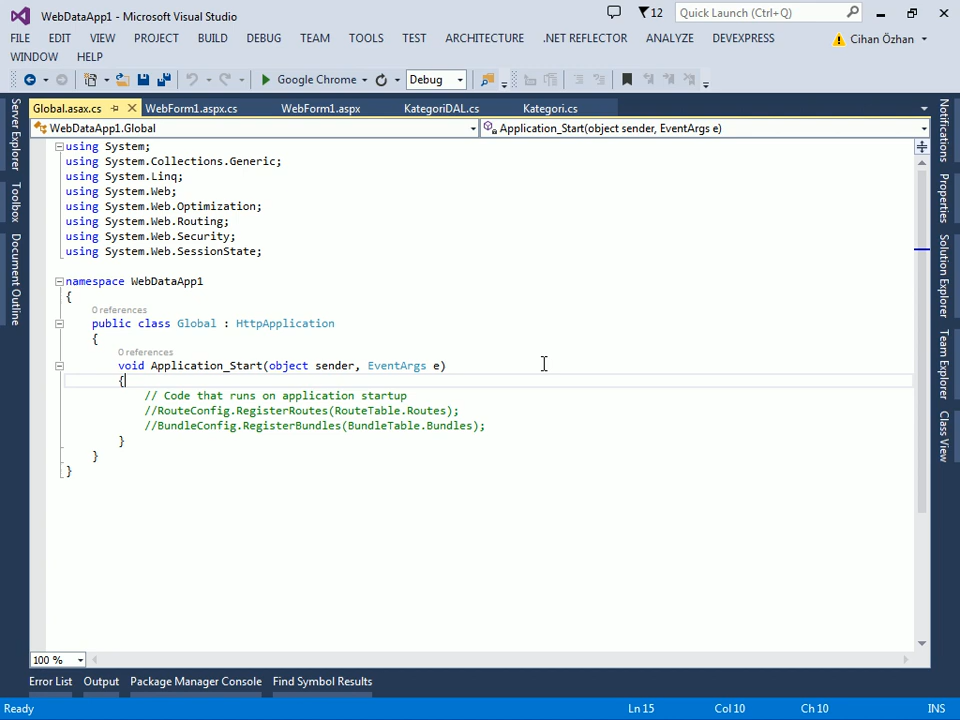 WebDataApp1 - Microsoft Visual Studio
12
Quick Launch (Ctrl+Q)
FILE EDIT VIEW PROJECT BUILD DEBUG TEAM TOOLS TEST ARCHITECTURE .NET REFLECTOR ANALYZE DEVEXPRESS
Cihan Özhan
WINDOW HELP
Google Chrome Debug
Global.asax.cs WebForm1.aspx.cs WebForm1.aspx KategoriDAL.cs Kategori.cs
WebDataApp1.Global Application_Start(object sender, EventArgs e)
using System;
using System.Collections.Generic;
using System.Linq;
using System.Web;
using System.Web.Optimization;
using System.Web.Routing;
using System.Web.Security;
using System.Web.SessionState;
namespace WebDataApp1
{
0 references
public class Global : HttpApplication
{
0 references
void Application_Start(object sender, EventArgs e)
{
// Code that runs on application startup
//RouteConfig.RegisterRoutes(RouteTable.Routes);
//BundleConfig.RegisterBundles(BundleTable.Bundles);
}
}
}
Server Explorer
Toolbox
Document Outline
Notifications
Properties
Solution Explorer
Team Explorer
Class View
100 %
Error List Output Package Manager Console Find Symbol Results
Ready Ln 15 Col 10 Ch 10 INS